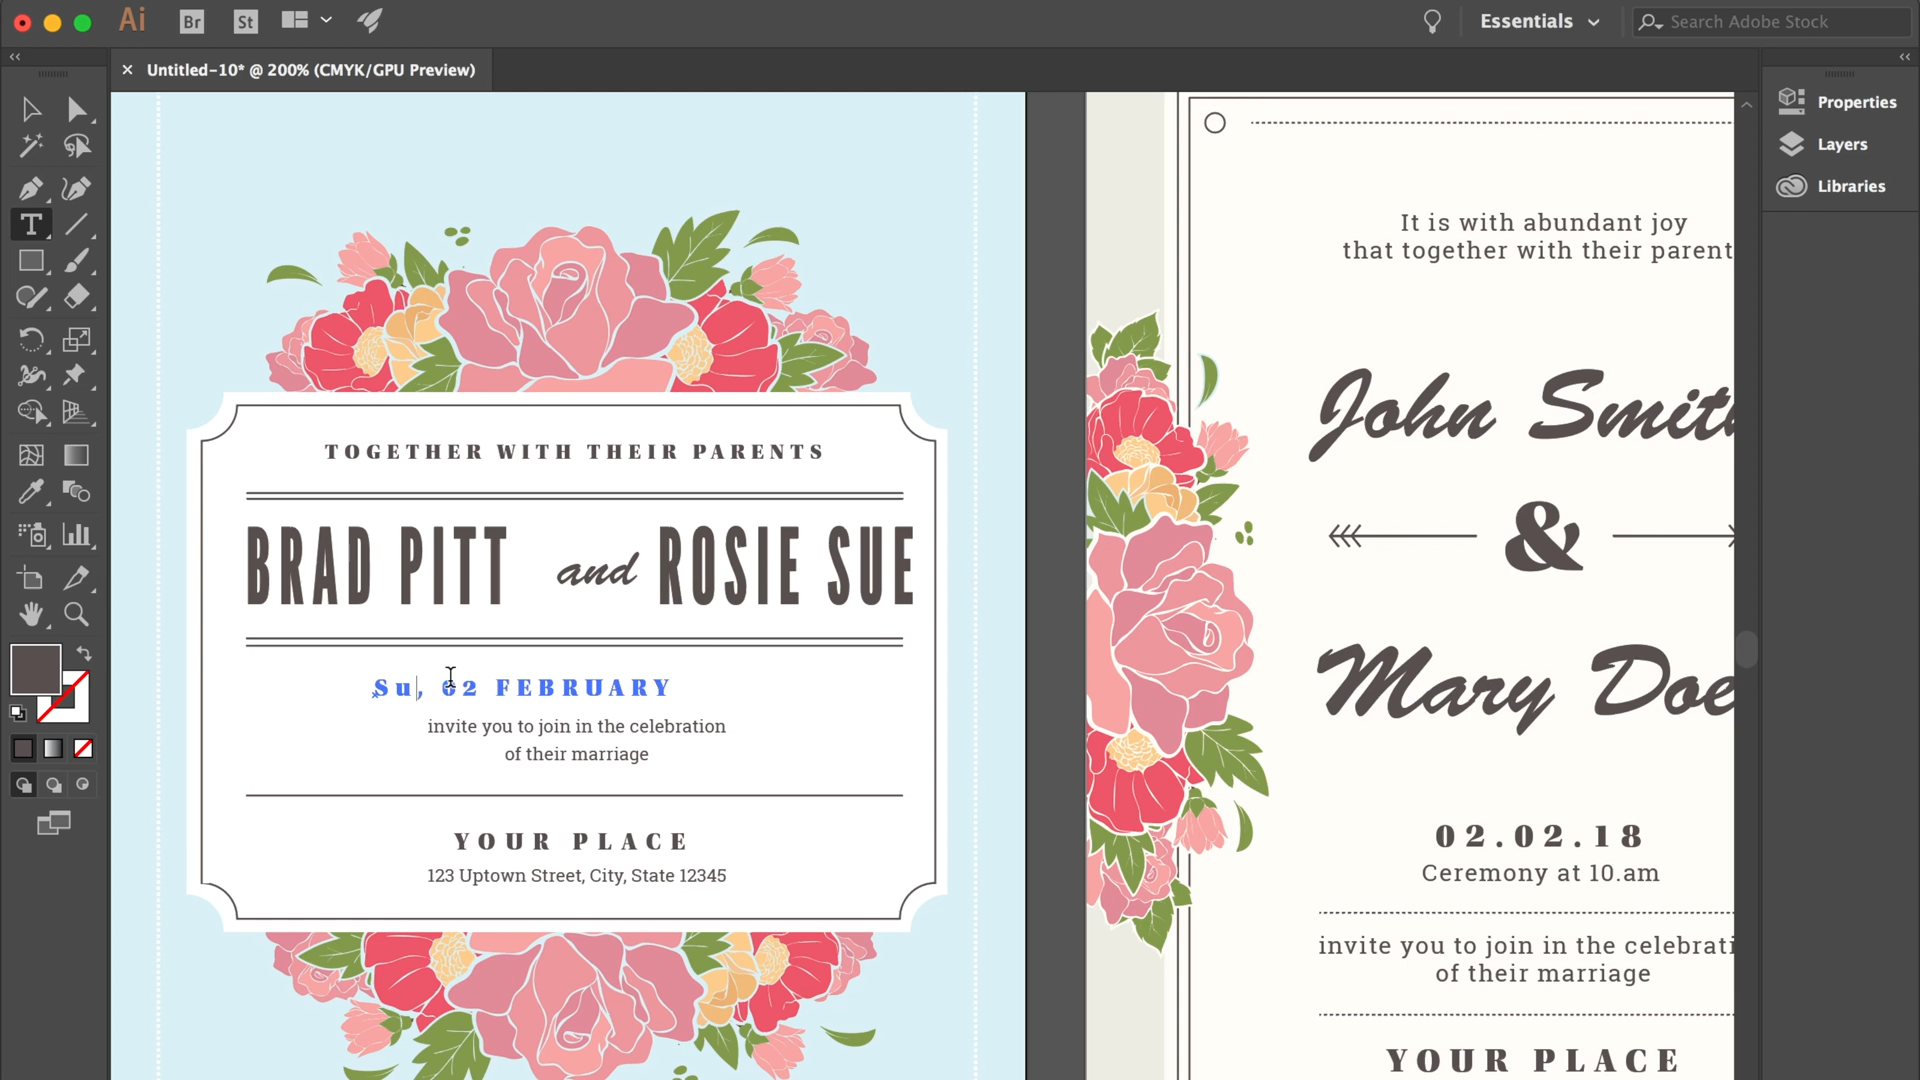 Ai
Br
St
Essentials
Search Adobe Stock
Untitled-10* @ 200% (CMYK/GPU Preview)
Properties
Layers
Libraries
T
TOGETHER WITH THEIR PARENTS
BRAD PITT and ROSIE SUE
Su, 02 FEBRUARY
invite you to join in the celebration
of their marriage
YOUR PLACE
123 Uptown Street, City, State 12345
It is with abundant joy
that together with their parent
John Smith
&
Mary Doe
02.02.18
Ceremony at 10.am
invite you to join in the celebrati
of their marriage
YOUR PLACE